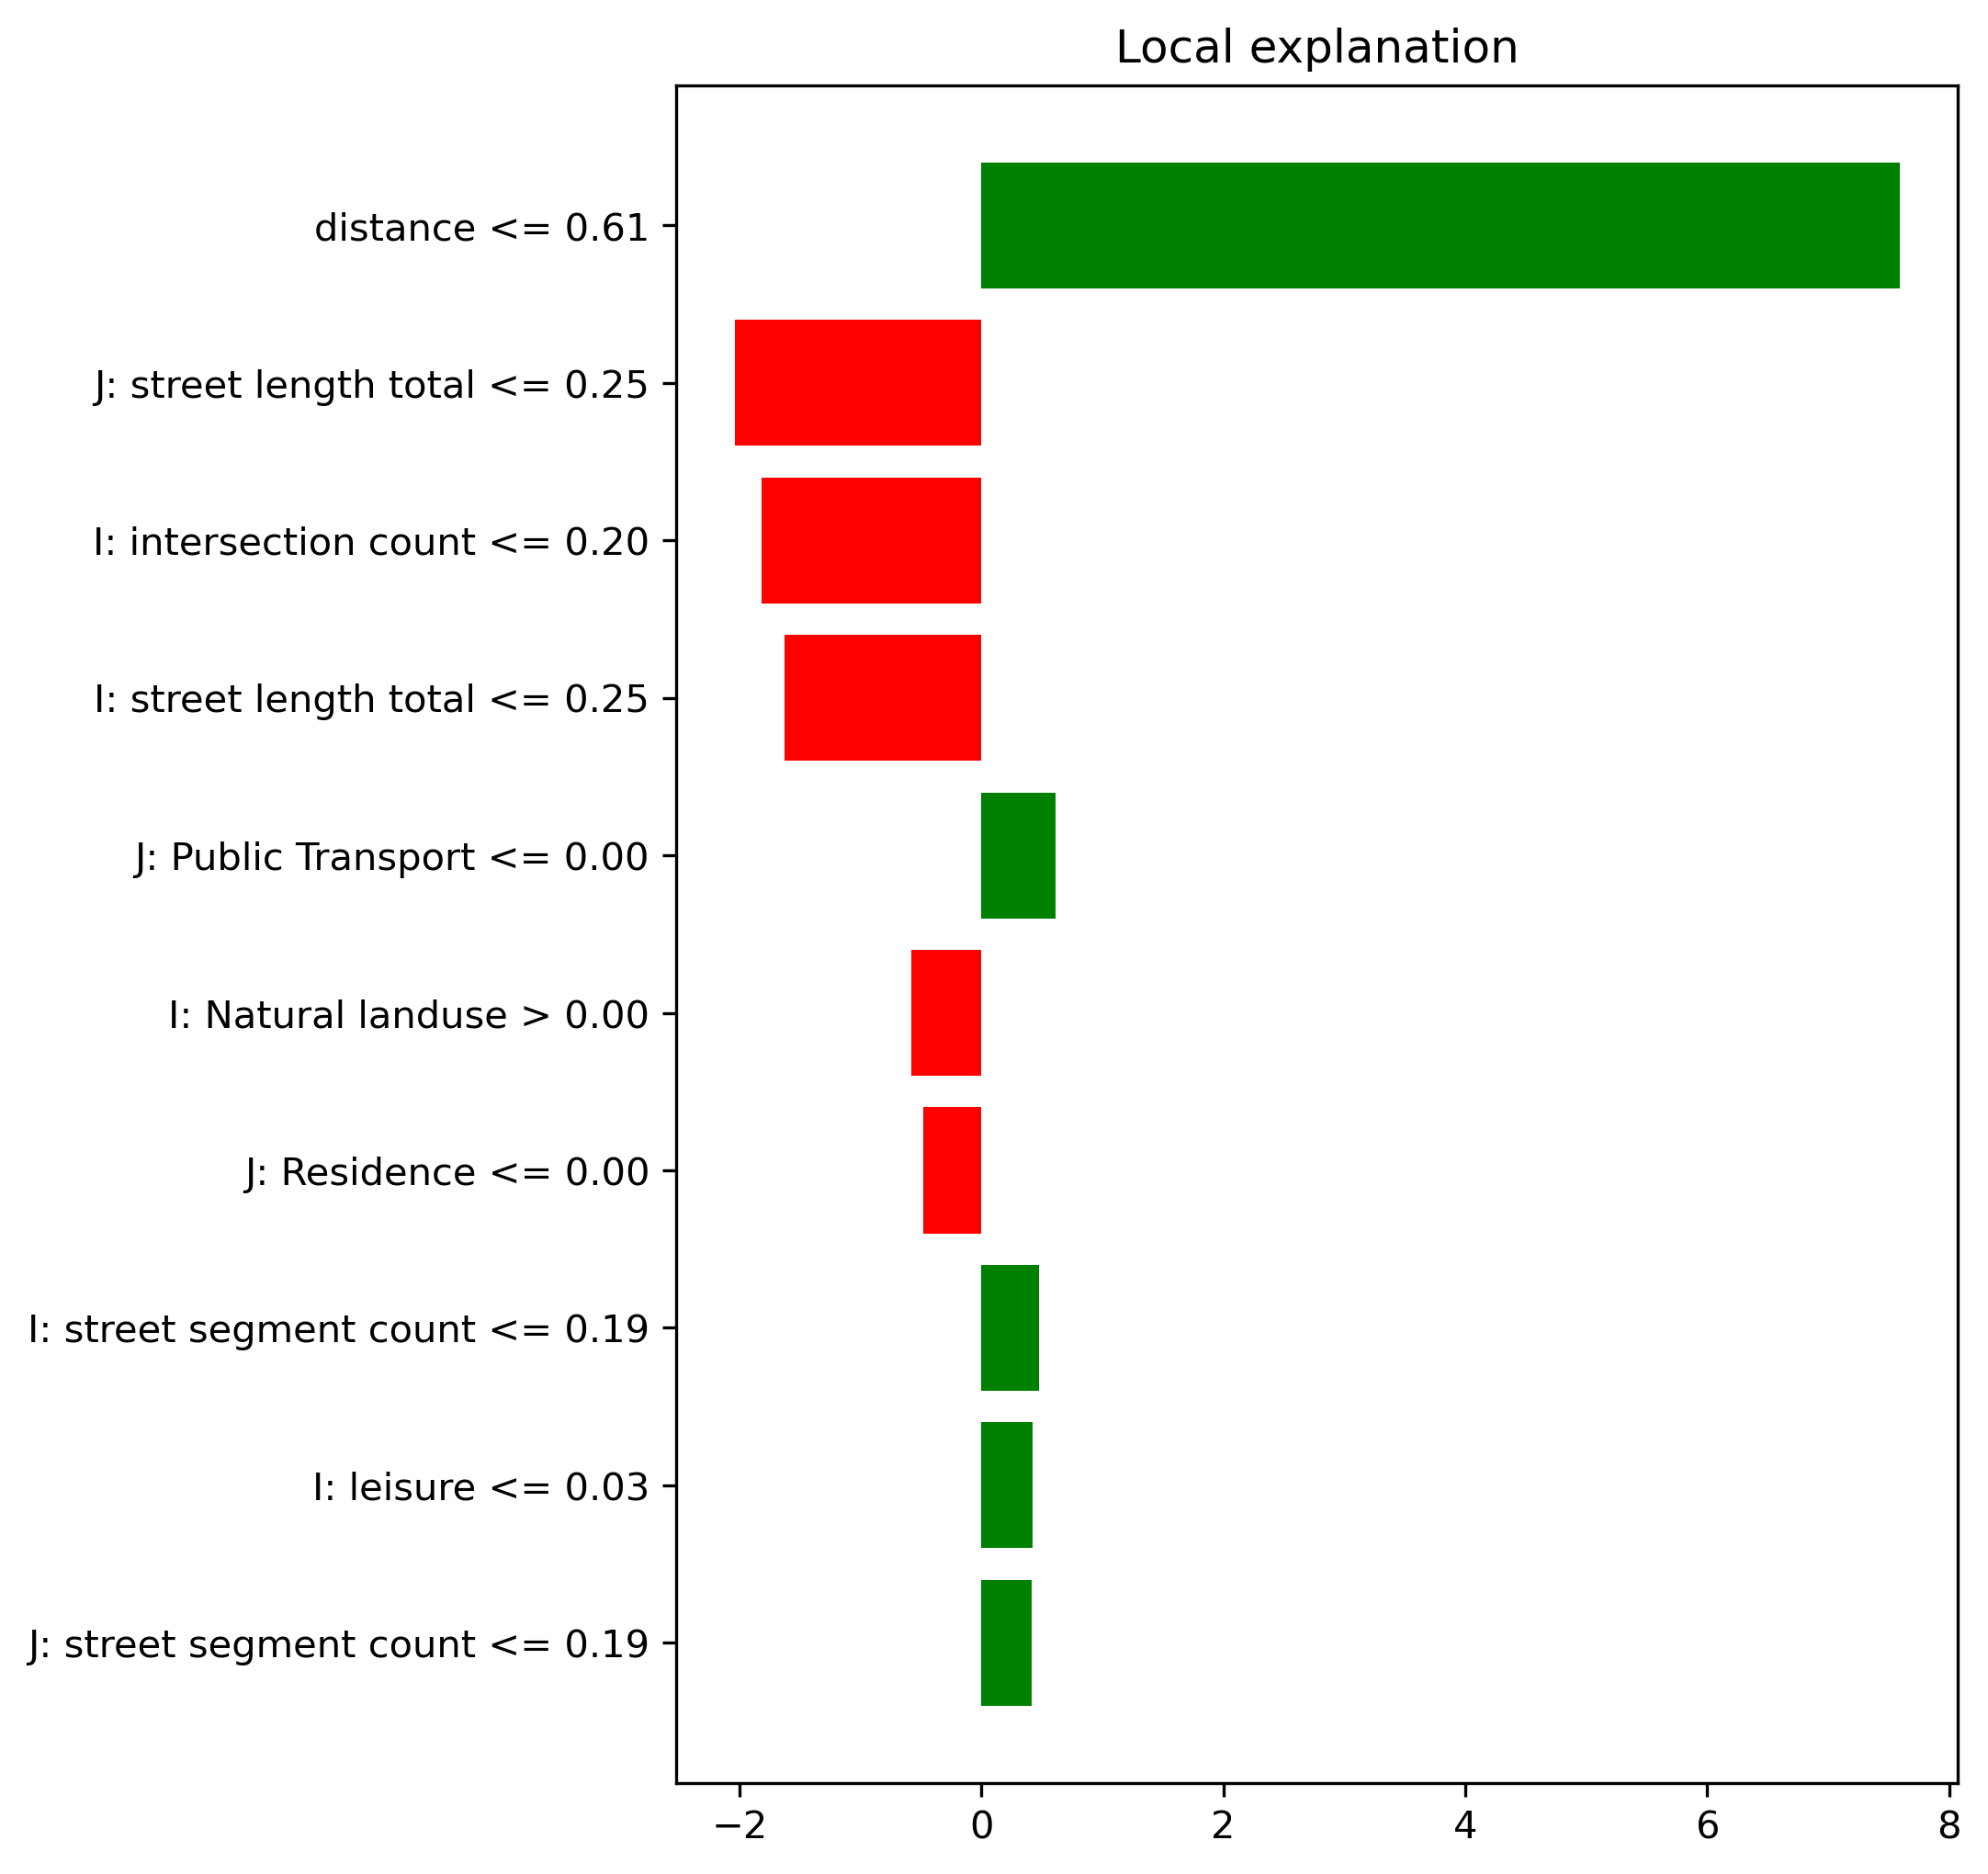 Local explanation
distance <= 0.61
J: street length total <= 0.25
I: intersection count <= 0.20
I: street length total <= 0.25
J: Public Transport <= 0.00
I: Natural landuse > 0.00
J: Residence <= 0.00
I: street segment count <= 0.19
I: leisure <= 0.03
J: street segment count <= 0.19
−2 0 2 4 6 8